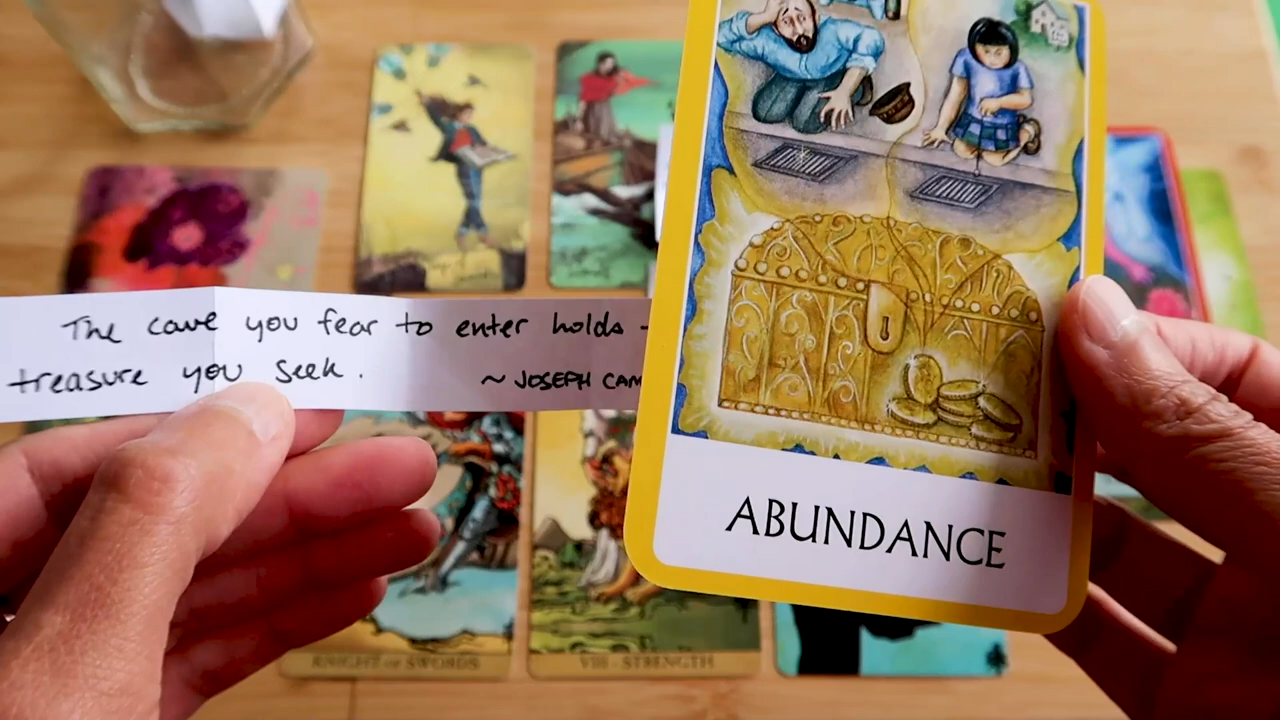 The cave you fear to enter holds
treasure you seek.
~ JOSEPH CAM
ABUNDANCE
KNIGHT OF SWORDS
VIII - STRENGTH